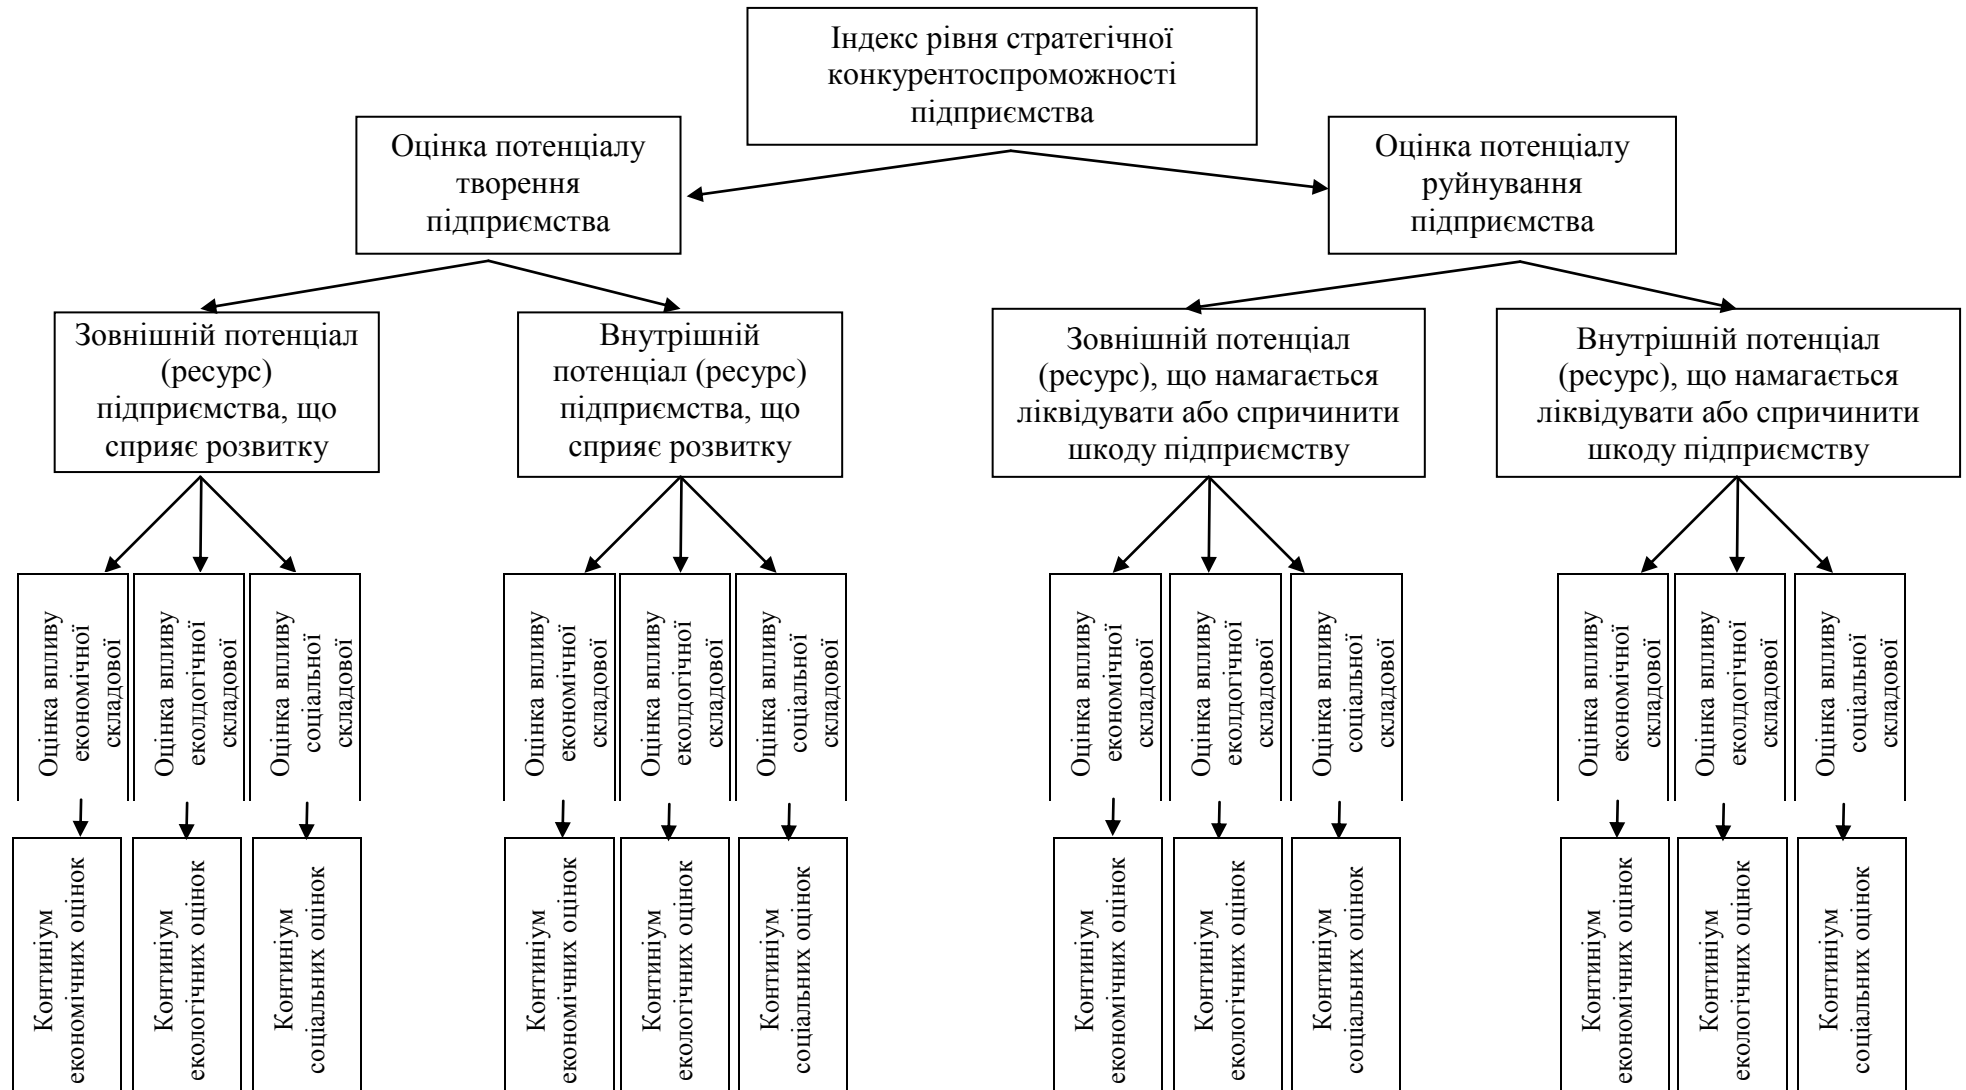 Індекс рівня стратегічної
конкурентоспроможності
підприємства
Оцінка потенціалу
творення
підприємства
Оцінка потенціалу
руйнування
підприємства
Зовнішній потенціал
(ресурс)
підприємства, що
сприяє розвитку
Внутрішній
потенціал (ресурс)
підприємства, що
сприяє розвитку
Зовнішній потенціал
(ресурс), що намагається
ліквідувати або спричинити
шкоду підприємству
Внутрішній потенціал
(ресурс), що намагається
ліквідувати або спричинити
шкоду підприємству
Оцінка впливу
економічної
складової
Оцінка впливу
еколдогічної
складової
Оцінка впливу
соціальної
складової
Оцінка впливу
економічної
складової
Оцінка впливу
еколдогічної
складової
Оцінка впливу
соціальної
складової
Оцінка впливу
економічної
складової
Оцінка впливу
еколдогічної
складової
Оцінка впливу
соціальної
складової
Оцінка впливу
економічної
складової
Оцінка впливу
еколдогічної
складової
Оцінка впливу
соціальної
складової
Континіум
економічних оцінок
Континіум
екологічних оцінок
Континіум
соціальних оцінок
Континіум
економічних оцінок
Континіум
екологічних оцінок
Континіум
соціальних оцінок
Континіум
економічних оцінок
Континіум
екологічних оцінок
Континіум
соціальних оцінок
Континіум
економічних оцінок
Континіум
екологічних оцінок
Континіум
соціальних оцінок